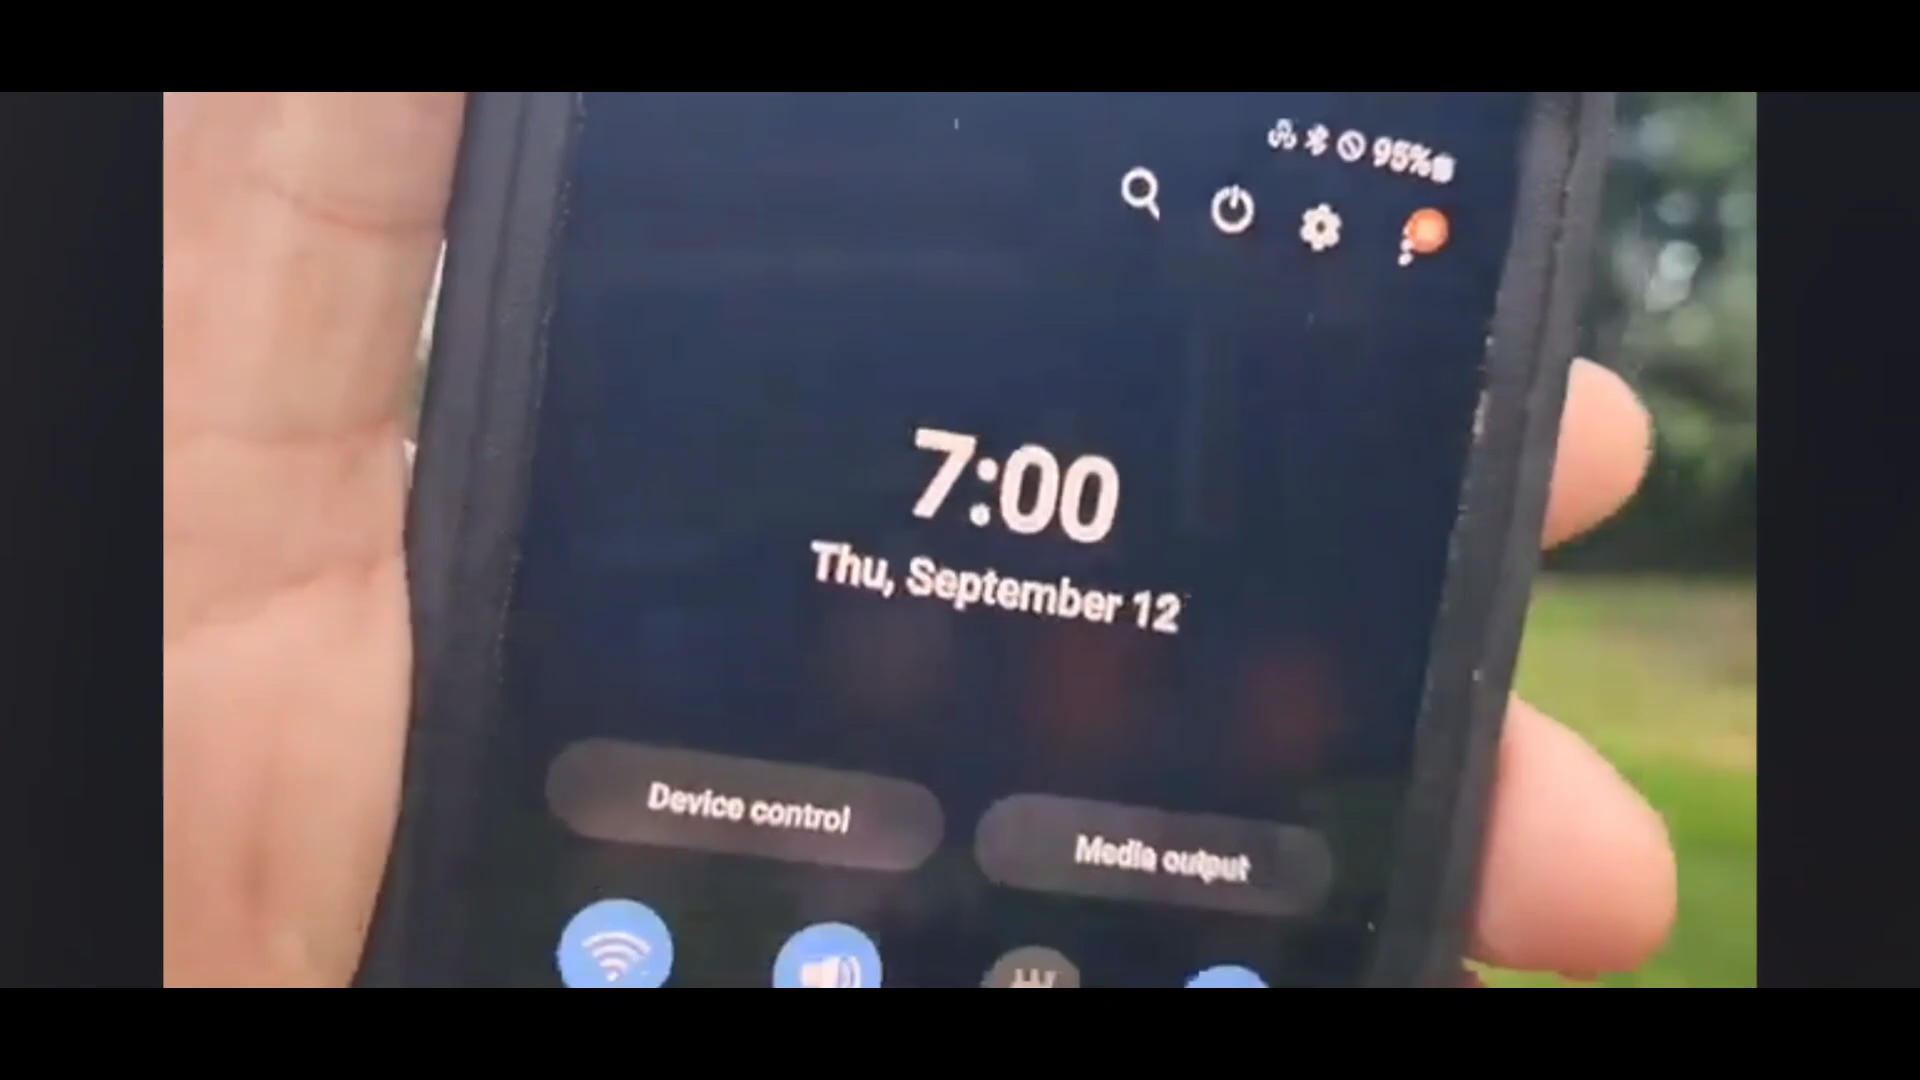 95%
7:00
Thu, September 12
Device control
Media output